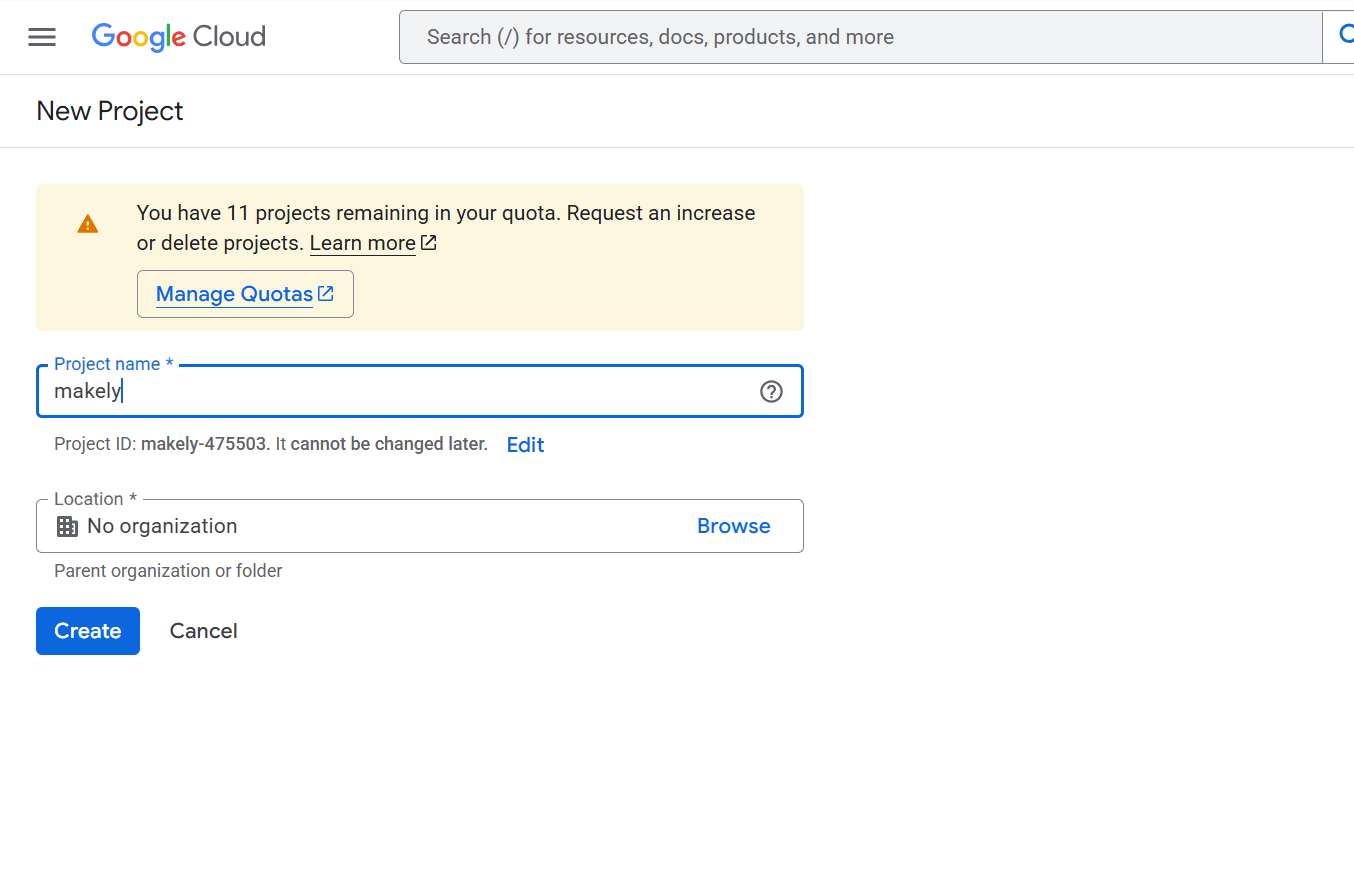 Google Cloud
Search (/) for resources, docs, products, and more
New Project
You have 11 projects remaining in your quota. Request an increase
or delete projects. Learn more
Manage Quotas
Project name *
makely
Project ID: makely-475503. It cannot be changed later. Edit
Location *
No organization Browse
Parent organization or folder
Create Cancel